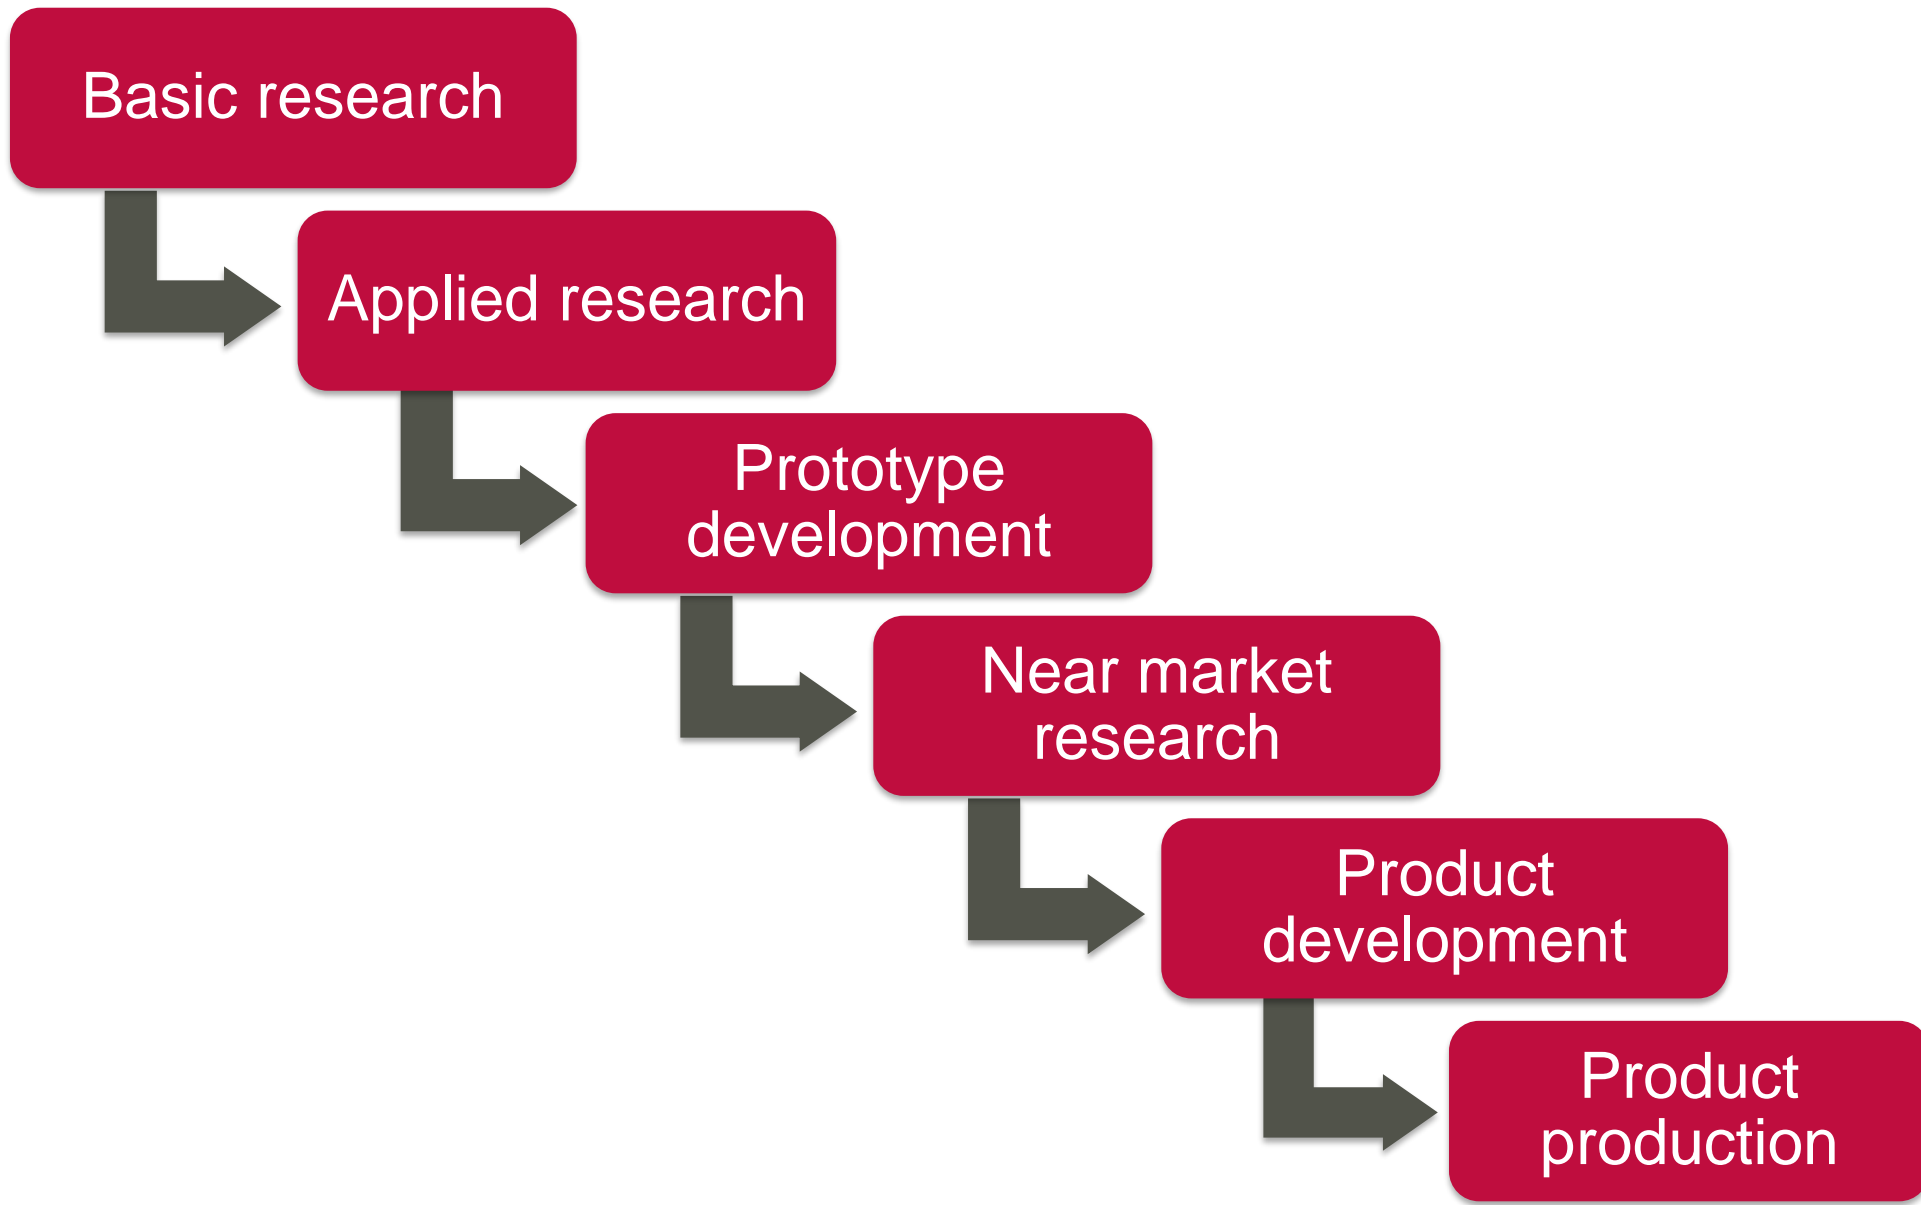 Basic research
Applied research
Prototype
development
Near market
research
Product
development
Product
production